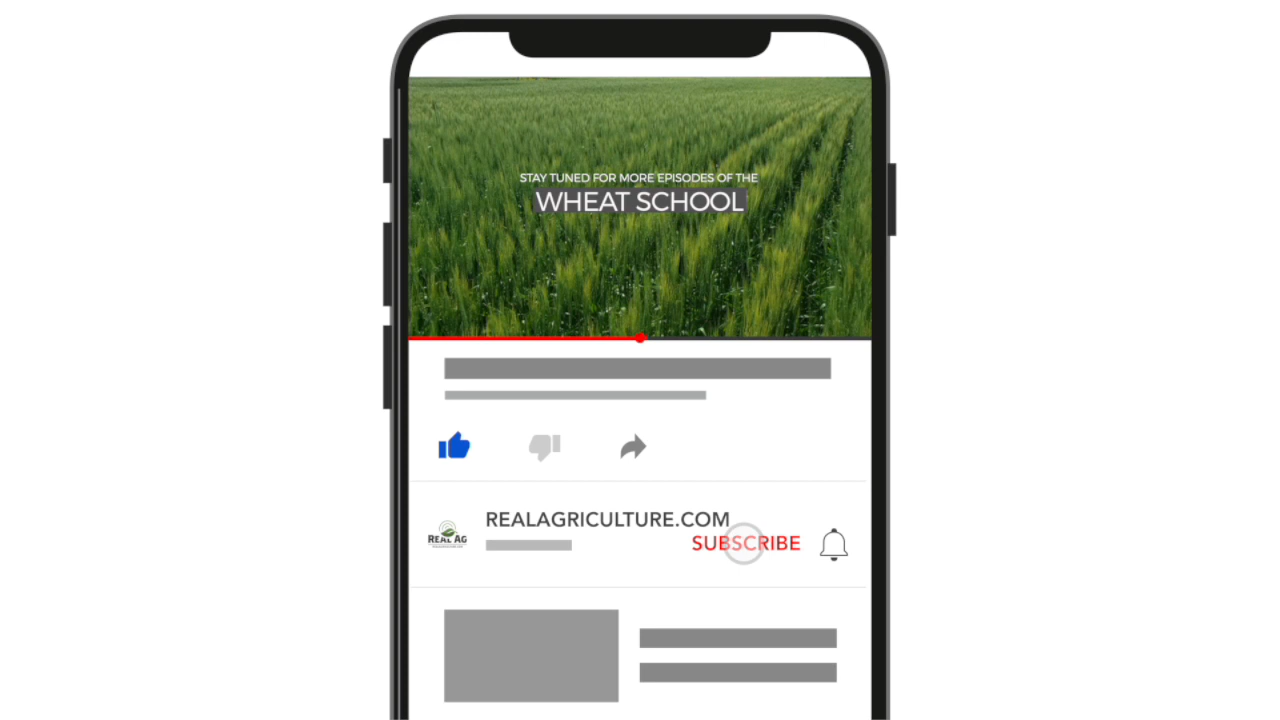 STAY TUNED FOR MORE EPISODES OF THE
WHEAT SCHOOL
REALAGRICULTURE.COM
REAL AG
SUBSCRIBE